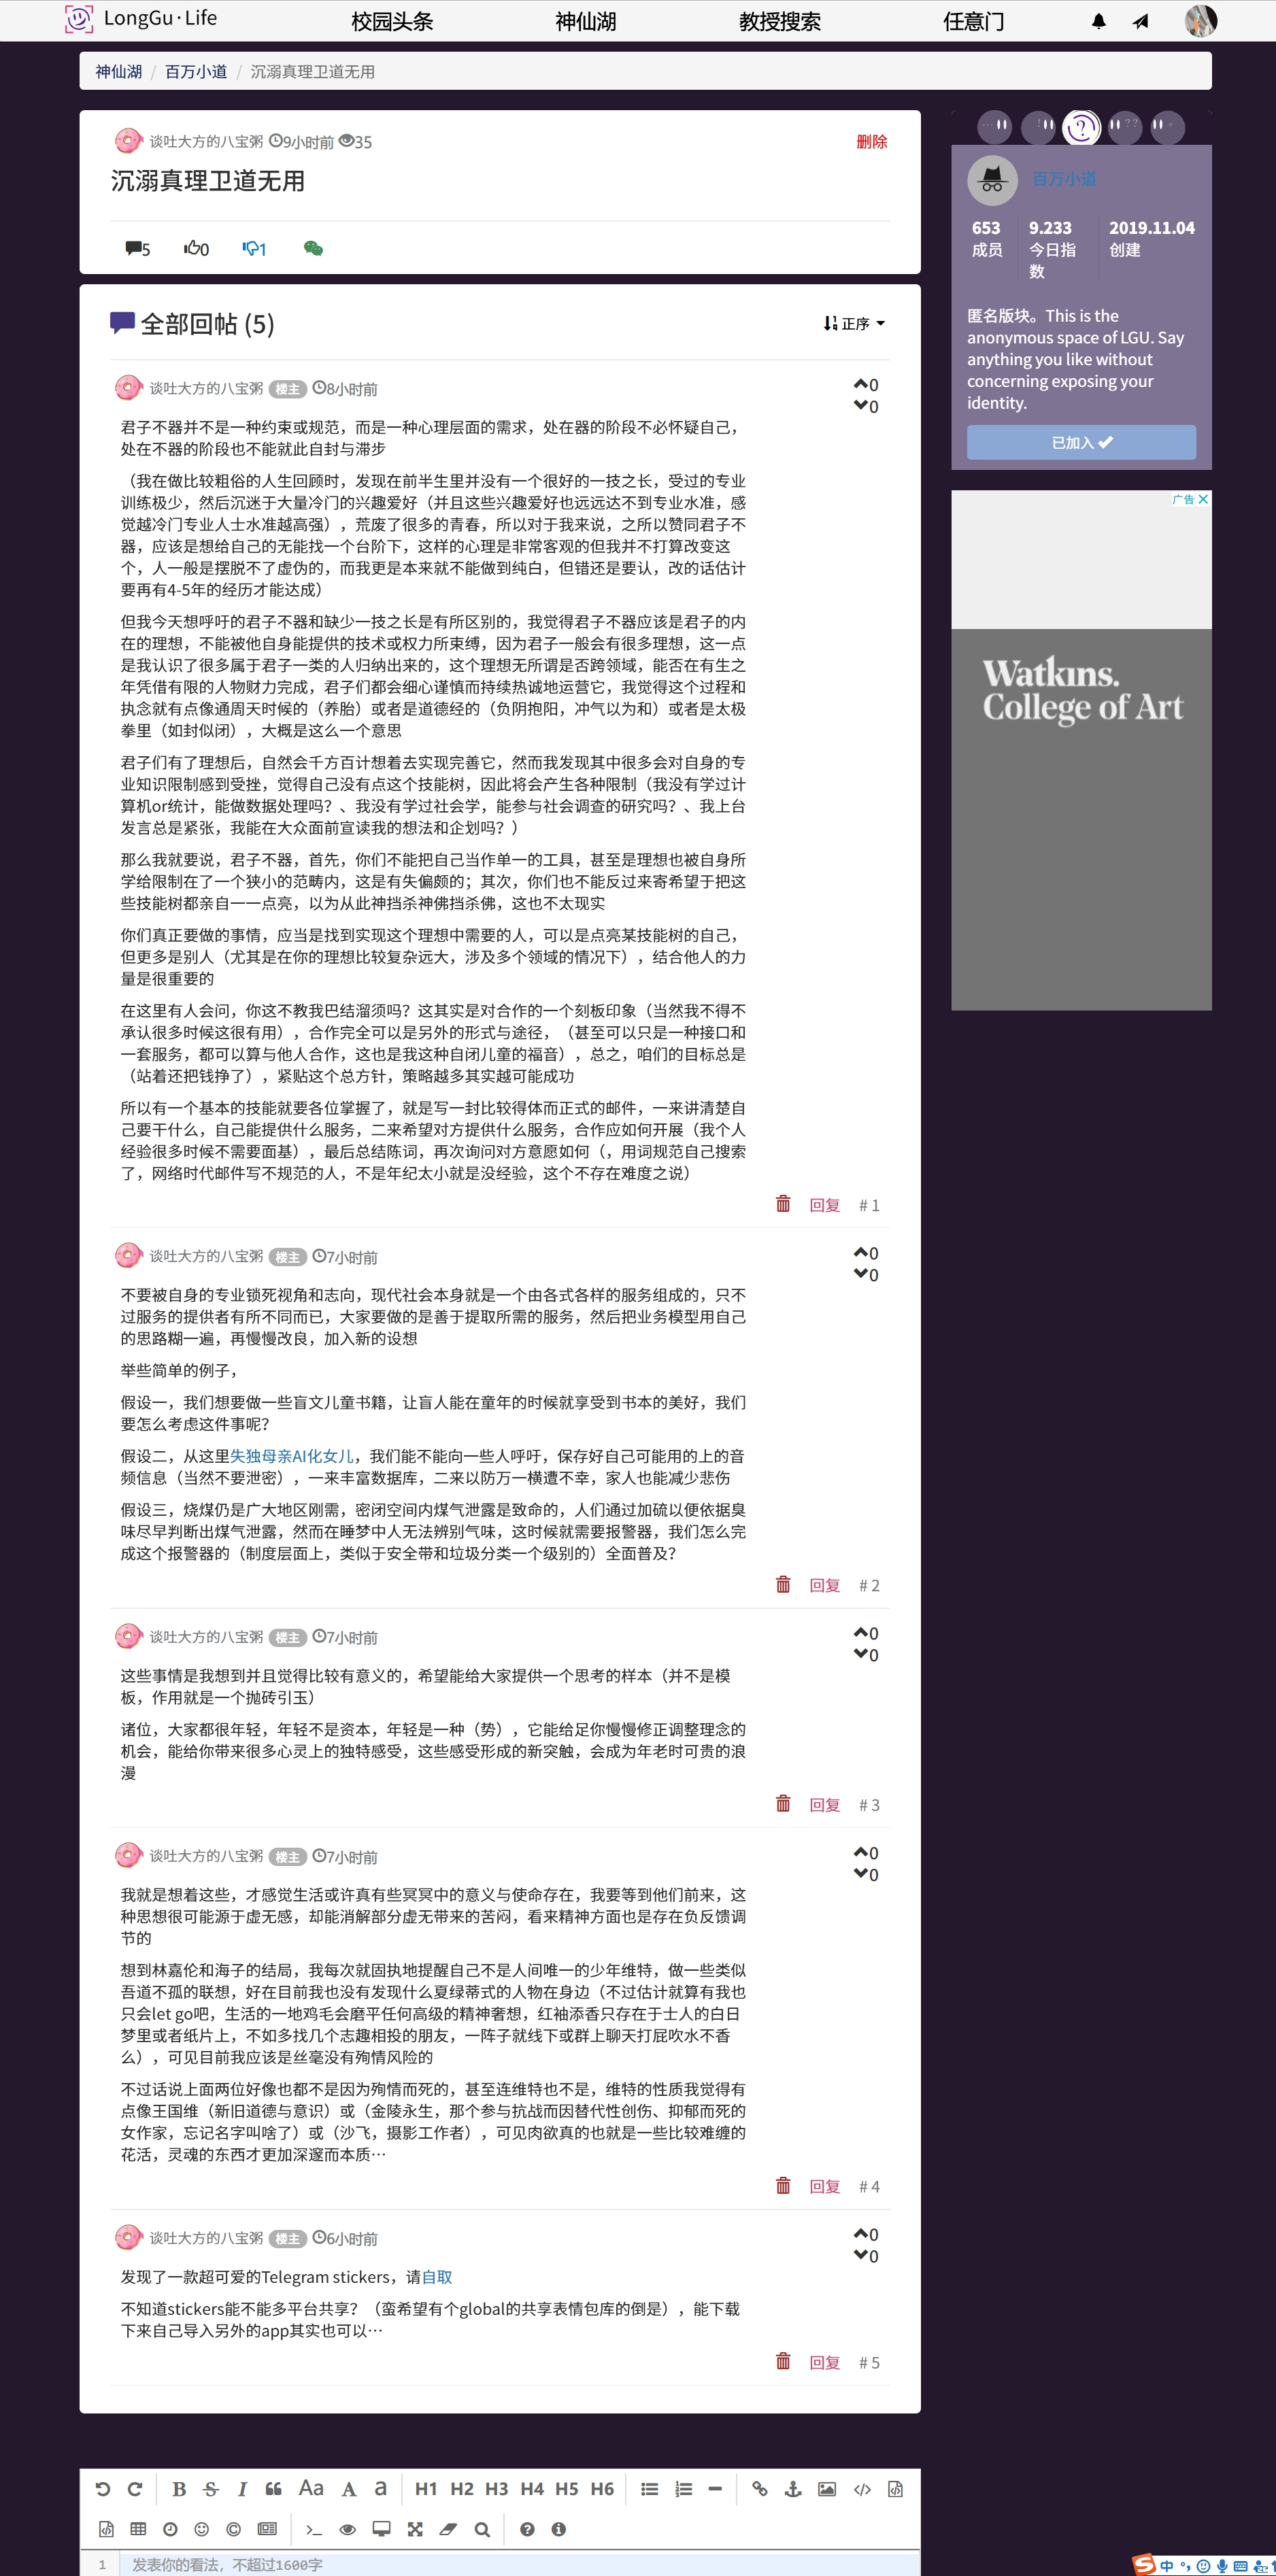 LongGu·Life 校园头条 神仙湖 教授搜索 任意门
神仙湖 / 百万小道 / 沉溺真理卫道无用
谈吐大方的八宝粥 9小时前 35 删除
沉溺真理卫道无用
5 0 1
全部回帖 (5) 正序
谈吐大方的八宝粥 楼主 8小时前
0
0
君子不器并不是一种约束或规范，而是一种心理层面的需求，处在器的阶段不必怀疑自己，
处在不器的阶段也不能就此自封与滞步
（我在做比较粗俗的人生回顾时，发现在前半生里并没有一个很好的一技之长，受过的专业
训练极少，然后沉迷于大量冷门的兴趣爱好（并且这些兴趣爱好也远远达不到专业水准，感
觉越冷门专业人士水准越高强），荒废了很多的青春，所以对于我来说，之所以赞同君子不
器，应该是想给自己的无能找一个台阶下，这样的心理是非常客观的但我并不打算改变这
个，人一般是摆脱不了虚伪的，而我更是本来就不能做到纯白，但错还是要认，改的话估计
要再有4-5年的经历才能达成）
但我今天想呼吁的君子不器和缺少一技之长是有所区别的，我觉得君子不器应该是君子的内
在的理想，不能被他自身能提供的技术或权力所束缚，因为君子一般会有很多理想，这一点
是我认识了很多属于君子一类的人归纳出来的，这个理想无所谓是否跨领域，能否在有生之
年凭借有限的人物财力完成，君子们都会细心谨慎而持续热诚地运营它，我觉得这个过程和
执念就有点像通周天时候的（养胎）或者是道德经的（负阴抱阳，冲气以为和）或者是太极
拳里（如封似闭），大概是这么一个意思
君子们有了理想后，自然会千方百计想着去实现完善它，然而我发现其中很多会对自身的专
业知识限制感到受挫，觉得自己没有点这个技能树，因此将会产生各种限制（我没有学过计
算机or统计，能做数据处理吗？、我没有学过社会学，能参与社会调查的研究吗？、我上台
发言总是紧张，我能在大众面前宣读我的想法和企划吗？）
那么我就要说，君子不器，首先，你们不能把自己当作单一的工具，甚至是理想也被自身所
学给限制在了一个狭小的范畴内，这是有失偏颇的；其次，你们也不能反过来寄希望于把这
些技能树都亲自一一点亮，以为从此神挡杀神佛挡杀佛，这也不太现实
你们真正要做的事情，应当是找到实现这个理想中需要的人，可以是点亮某技能树的自己，
但更多是别人（尤其是在你的理想比较复杂远大，涉及多个领域的情况下），结合他人的力
量是很重要的
在这里有人会问，你这不教我巴结溜须吗？这其实是对合作的一个刻板印象（当然我不得不
承认很多时候这很有用），合作完全可以是另外的形式与途径，（甚至可以只是一种接口和
一套服务，都可以算与他人合作，这也是我这种自闭儿童的福音），总之，咱们的目标总是
（站着还把钱挣了），紧贴这个总方针，策略越多其实越可能成功
所以有一个基本的技能就要各位掌握了，就是写一封比较得体而正式的邮件，一来讲清楚自
己要干什么，自己能提供什么服务，二来希望对方提供什么服务，合作应如何开展（我个人
经验很多时候不需要面基），最后总结陈词，再次询问对方意愿如何（，用词规范自己搜索
了，网络时代邮件写不规范的人，不是年纪太小就是没经验，这个不存在难度之说）
回复 # 1
谈吐大方的八宝粥 楼主 7小时前
0
0
不要被自身的专业锁死视角和志向，现代社会本身就是一个由各式各样的服务组成的，只不
过服务的提供者有所不同而已，大家要做的是善于提取所需的服务，然后把业务模型用自己
的思路糊一遍，再慢慢改良，加入新的设想
举些简单的例子，
假设一，我们想要做一些盲文儿童书籍，让盲人能在童年的时候就享受到书本的美好，我们
要怎么考虑这件事呢？
假设二，从这里失独母亲AI化女儿，我们能不能向一些人呼吁，保存好自己可能用的上的音
频信息（当然不要泄密），一来丰富数据库，二来以防万一横遭不幸，家人也能减少悲伤
假设三，烧煤仍是广大地区刚需，密闭空间内煤气泄露是致命的，人们通过加硫以便依据臭
味尽早判断出煤气泄露，然而在睡梦中人无法辨别气味，这时候就需要报警器，我们怎么完
成这个报警器的（制度层面上，类似于安全带和垃圾分类一个级别的）全面普及？
回复 # 2
谈吐大方的八宝粥 楼主 7小时前
0
0
这些事情是我想到并且觉得比较有意义的，希望能给大家提供一个思考的样本（并不是模
板，作用就是一个抛砖引玉）
诸位，大家都很年轻，年轻不是资本，年轻是一种（势），它能给足你慢慢修正调整理念的
机会，能给你带来很多心灵上的独特感受，这些感受形成的新突触，会成为年老时可贵的浪
漫
回复 # 3
谈吐大方的八宝粥 楼主 7小时前
0
0
我就是想着这些，才感觉生活或许真有些冥冥中的意义与使命存在，我要等到他们前来，这
种思想很可能源于虚无感，却能消解部分虚无带来的苦闷，看来精神方面也是存在负反馈调
节的
想到林嘉伦和海子的结局，我每次就固执地提醒自己不是人间唯一的少年维特，做一些类似
吾道不孤的联想，好在目前我也没有发现什么夏绿蒂式的人物在身边（不过估计就算有我也
只会let go吧，生活的一地鸡毛会磨平任何高级的精神奢想，红袖添香只存在于士人的白日
梦里或者纸片上，不如多找几个志趣相投的朋友，一阵子就线下或群上聊天打屁吹水不香
么），可见目前我应该是丝毫没有殉情风险的
不过话说上面两位好像也都不是因为殉情而死的，甚至连维特也不是，维特的性质我觉得有
点像王国维（新旧道德与意识）或（金陵永生，那个参与抗战而因替代性创伤、抑郁而死的
女作家，忘记名字叫啥了）或（沙飞，摄影工作者），可见肉欲真的也就是一些比较难缠的
花活，灵魂的东西才更加深邃而本质…
回复 # 4
谈吐大方的八宝粥 楼主 6小时前
0
0
发现了一款超可爱的Telegram stickers，请自取
不知道stickers能不能多平台共享？（蛮希望有个global的共享表情包库的倒是），能下载
下来自己导入另外的app其实也可以…
回复 # 5
B S I Aa A a H1 H2 H3 H4 H5 H6
1 发表你的看法，不超过1600字
百万小道
653 9.233 2019.11.04
成员 今日指 创建
数
匿名版块。This is the
anonymous space of LGU. Say
anything you like without
concerning exposing your
identity.
已加入
广告
Watkins.
College of Art
中